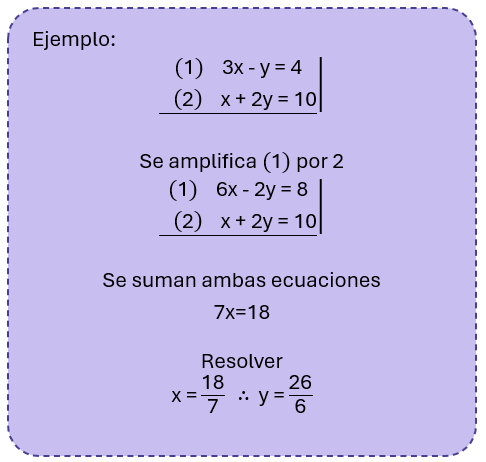 Ejemplo:
(1) 3x - y = 4
(2) x + 2y = 10
Se amplifica (1) por 2
(1) 6x - 2y = 8
(2) x + 2y = 10
Se suman ambas ecuaciones
7x=18
Resolver
x = 18/7 ∴ y = 26/6